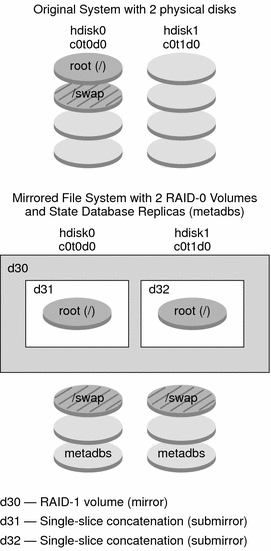 Original System with 2 physical disks
hdisk0 hdisk1
c0t0d0 c0t1d0
root (/)
/swap
Mirrored File System with 2 RAID-0 Volumes
and State Database Replicas (metadbs)
hdisk0 hdisk1
c0t0d0 c0t1d0
d30
d31 d32
root (/) root (/)
/swap /swap
metadbs metadbs
d30 — RAID-1 volume (mirror)
d31 — Single-slice concatenation (submirror)
d32 — Single-slice concatenation (submirror)